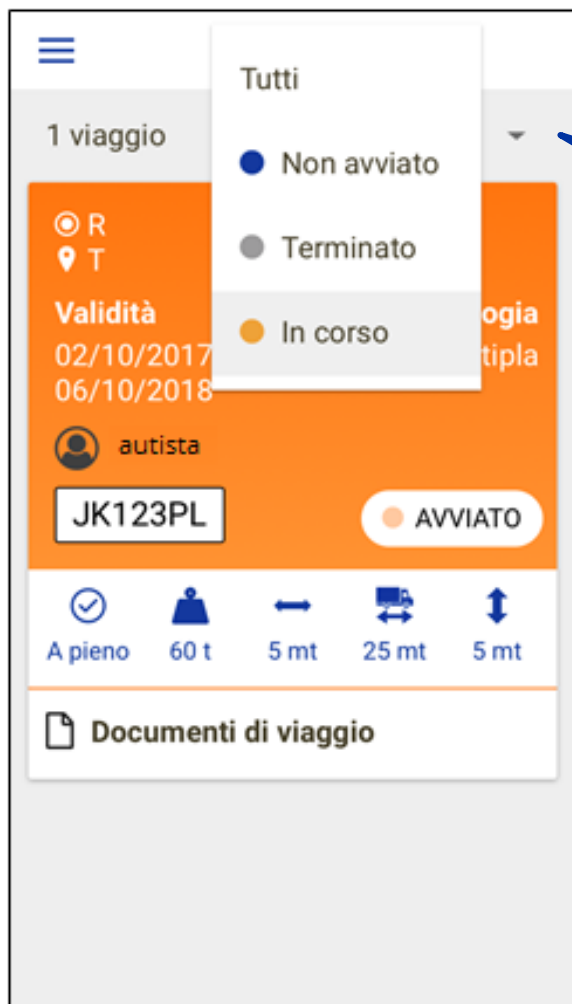 Tutti
1 viaggio
Non avviato
Terminato
In corso
R
T
Validità
ogia
02/10/2017
tipla
06/10/2018
autista
JK123PL
AVVIATO
A pieno 60 t 5 mt 25 mt 5 mt
Documenti di viaggio